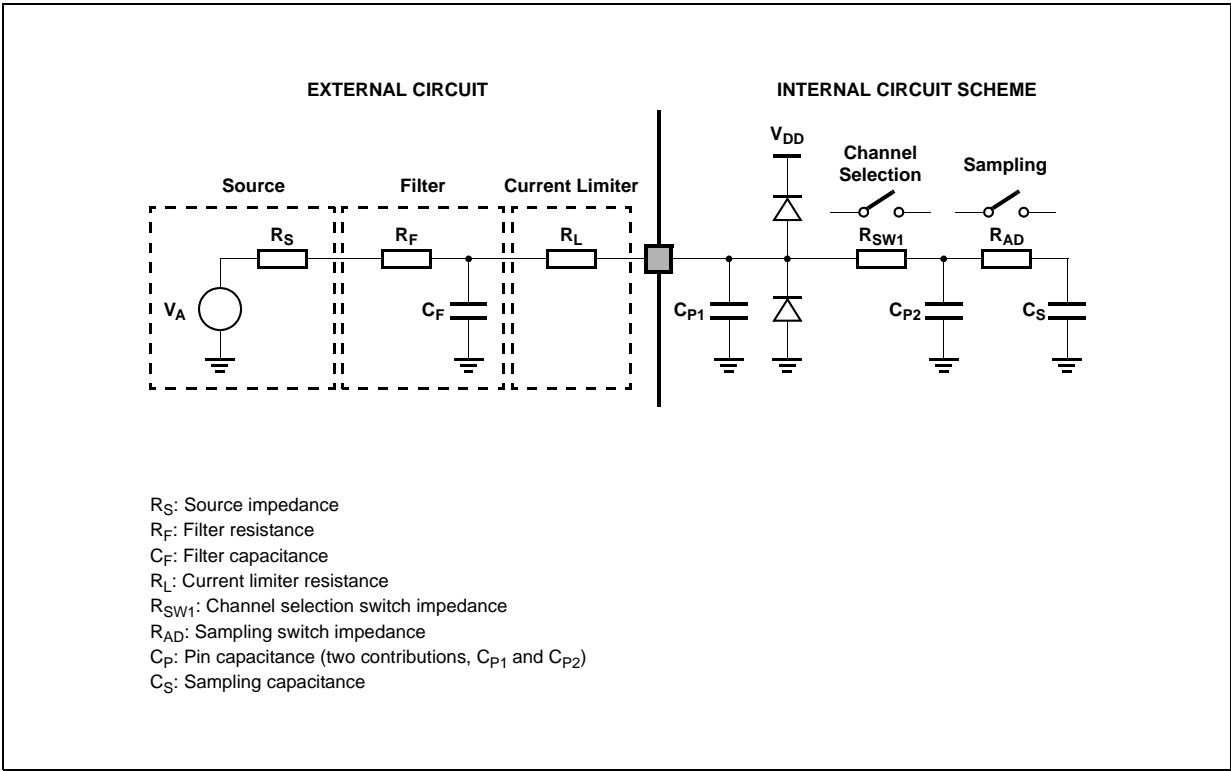 EXTERNAL CIRCUIT
INTERNAL CIRCUIT SCHEME
VDD
Channel
Selection
Sampling
Source
Filter
Current Limiter
RS
RF
RL
RSW1
RAD
VA
CF
CP1
CP2
CS
RS: Source impedance
RF: Filter resistance
CF: Filter capacitance
RL: Current limiter resistance
RSW1: Channel selection switch impedance
RAD: Sampling switch impedance
CP: Pin capacitance (two contributions, CP1 and CP2)
CS: Sampling capacitance